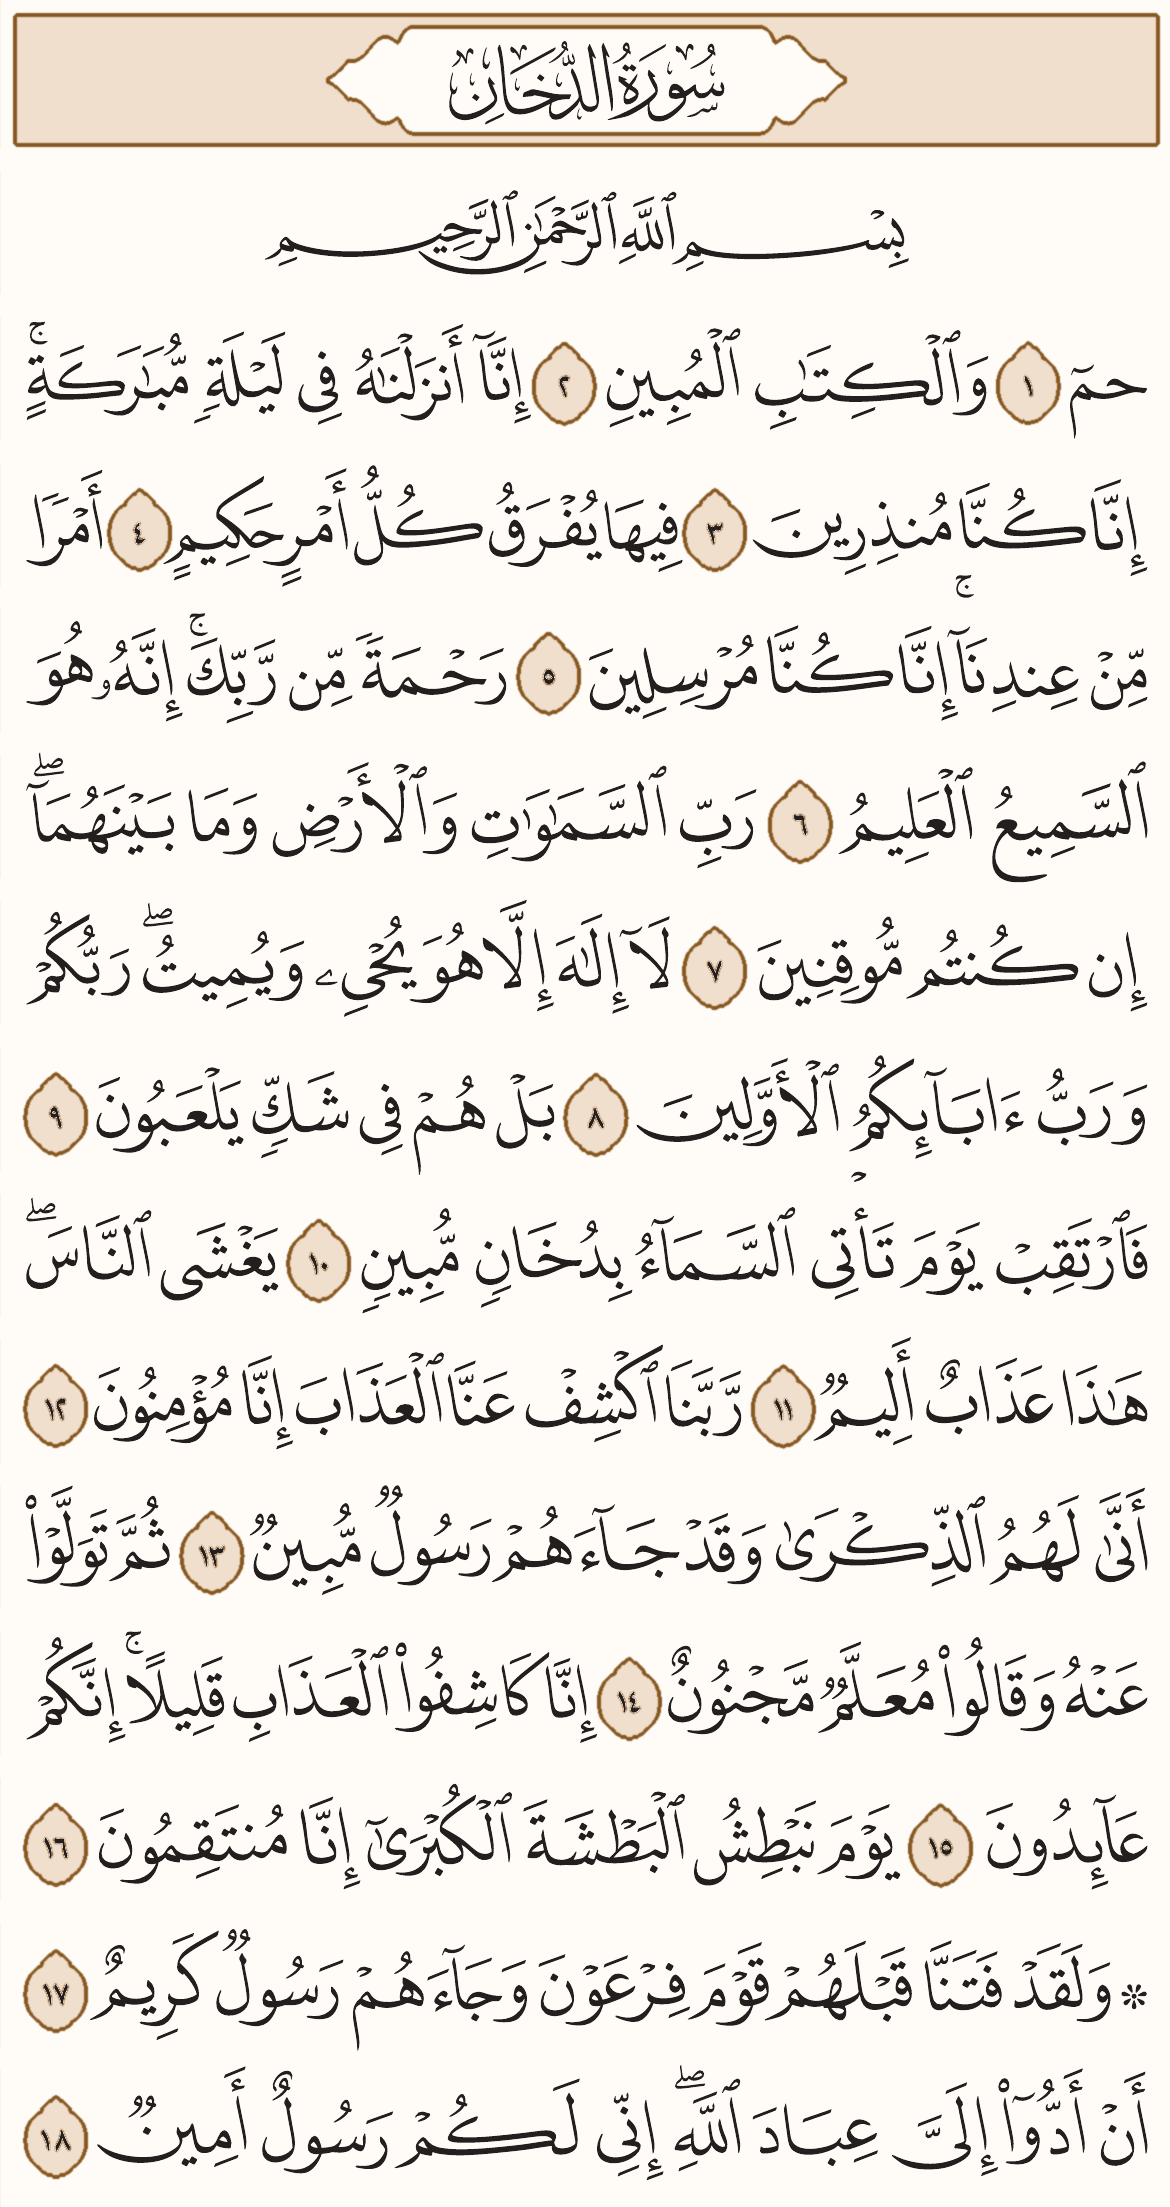 سُورَةُ الدُّخَانِ
بِسْمِ ٱللَّهِ ٱلرَّحْمَٰنِ ٱلرَّحِيمِ
حمٓ ١ وَٱلْكِتَٰبِ ٱلْمُبِينِ ٢ إِنَّآ أَنزَلْنَٰهُ فِى لَيْلَةٍ مُّبَٰرَكَةٍ ۚ
إِنَّا كُنَّا مُنذِرِينَ ٣ فِيهَا يُفْرَقُ كُلُّ أَمْرٍ حَكِيمٍ ٤ أَمْرًا
مِّنْ عِندِنَآ ۚ إِنَّا كُنَّا مُرْسِلِينَ ٥ رَحْمَةً مِّن رَّبِّكَ ۚ إِنَّهُۥ هُوَ
ٱلسَّمِيعُ ٱلْعَلِيمُ ٦ رَبِّ ٱلسَّمَٰوَٰتِ وَٱلْأَرْضِ وَمَا بَيْنَهُمَآ ۖ
إِن كُنتُم مُّوقِنِينَ ٧ لَآ إِلَٰهَ إِلَّا هُوَ يُحْىِۦ وَيُمِيتُ ۖ رَبُّكُمْ
وَرَبُّ ءَابَآئِكُمُ ٱلْأَوَّلِينَ ٨ بَلْ هُمْ فِى شَكٍّ يَلْعَبُونَ ٩
فَٱرْتَقِبْ يَوْمَ تَأْتِى ٱلسَّمَآءُ بِدُخَانٍ مُّبِينٍ ١٠ يَغْشَى ٱلنَّاسَ ۖ
هَٰذَا عَذَابٌ أَلِيمٌ ١١ رَّبَّنَا ٱكْشِفْ عَنَّا ٱلْعَذَابَ إِنَّا مُؤْمِنُونَ ١٢
أَنَّىٰ لَهُمُ ٱلذِّكْرَىٰ وَقَدْ جَآءَهُمْ رَسُولٌ مُّبِينٌ ١٣ ثُمَّ تَوَلَّوْا۟
عَنْهُ وَقَالُوا۟ مُعَلَّمٌ مَّجْنُونٌ ١٤ إِنَّا كَاشِفُوا۟ ٱلْعَذَابِ قَلِيلًا ۚ إِنَّكُمْ
عَآئِدُونَ ١٥ يَوْمَ نَبْطِشُ ٱلْبَطْشَةَ ٱلْكُبْرَىٰٓ إِنَّا مُنتَقِمُونَ ١٦
۞ وَلَقَدْ فَتَنَّا قَبْلَهُمْ قَوْمَ فِرْعَوْنَ وَجَآءَهُمْ رَسُولٌ كَرِيمٌ ١٧
أَنْ أَدُّوٓا۟ إِلَىَّ عِبَادَ ٱللَّهِ ۖ إِنِّى لَكُمْ رَسُولٌ أَمِينٌ ١٨